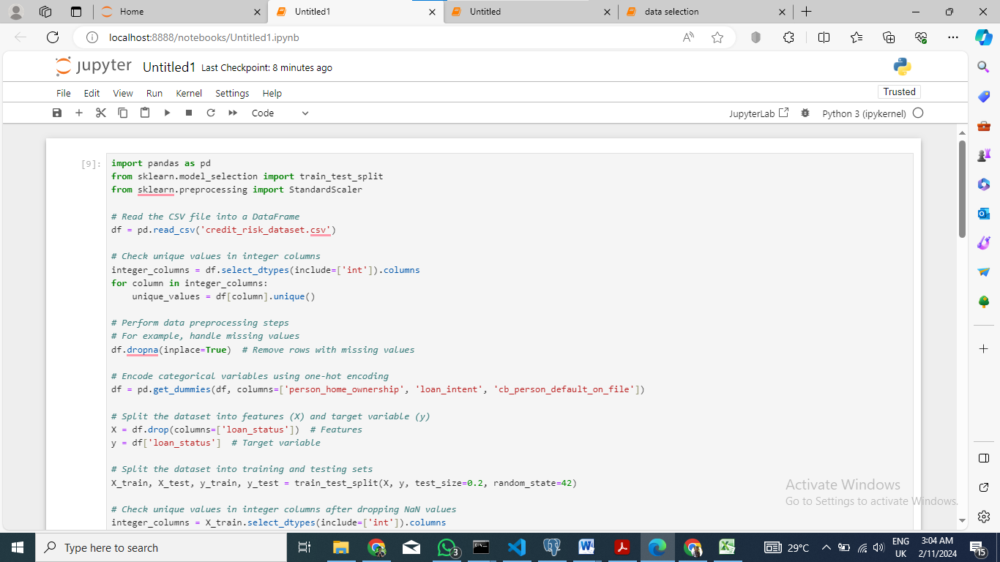 Home
Untitled1
Untitled
data selection
localhost:8888/notebooks/Untitled1.ipynb
jupyter Untitled1 Last Checkpoint: 8 minutes ago
File Edit View Run Kernel Settings Help
Trusted
Code
JupyterLab
Python 3 (ipykernel)
[9]:
import pandas as pd
from sklearn.model_selection import train_test_split
from sklearn.preprocessing import StandardScaler
# Read the CSV file into a DataFrame
df = pd.read_csv('credit_risk_dataset.csv')
# Check unique values in integer columns
integer_columns = df.select_dtypes(include=['int']).columns
for column in integer_columns:
    unique_values = df[column].unique()
# Perform data preprocessing steps
# For example, handle missing values
df.dropna(inplace=True)  # Remove rows with missing values
# Encode categorical variables using one-hot encoding
df = pd.get_dummies(df, columns=['person_home_ownership', 'loan_intent', 'cb_person_default_on_file'])
# Split the dataset into features (X) and target variable (y)
X = df.drop(columns=['loan_status'])  # Features
y = df['loan_status']  # Target variable
# Split the dataset into training and testing sets
X_train, X_test, y_train, y_test = train_test_split(X, y, test_size=0.2, random_state=42)
# Check unique values in integer columns after dropping NaN values
integer_columns = X_train.select_dtypes(include=['int']).columns
Activate Windows
Go to Settings to activate Windows.
Type here to search
3
29°C
ENG
UK
3:04 AM
2/11/2024
15